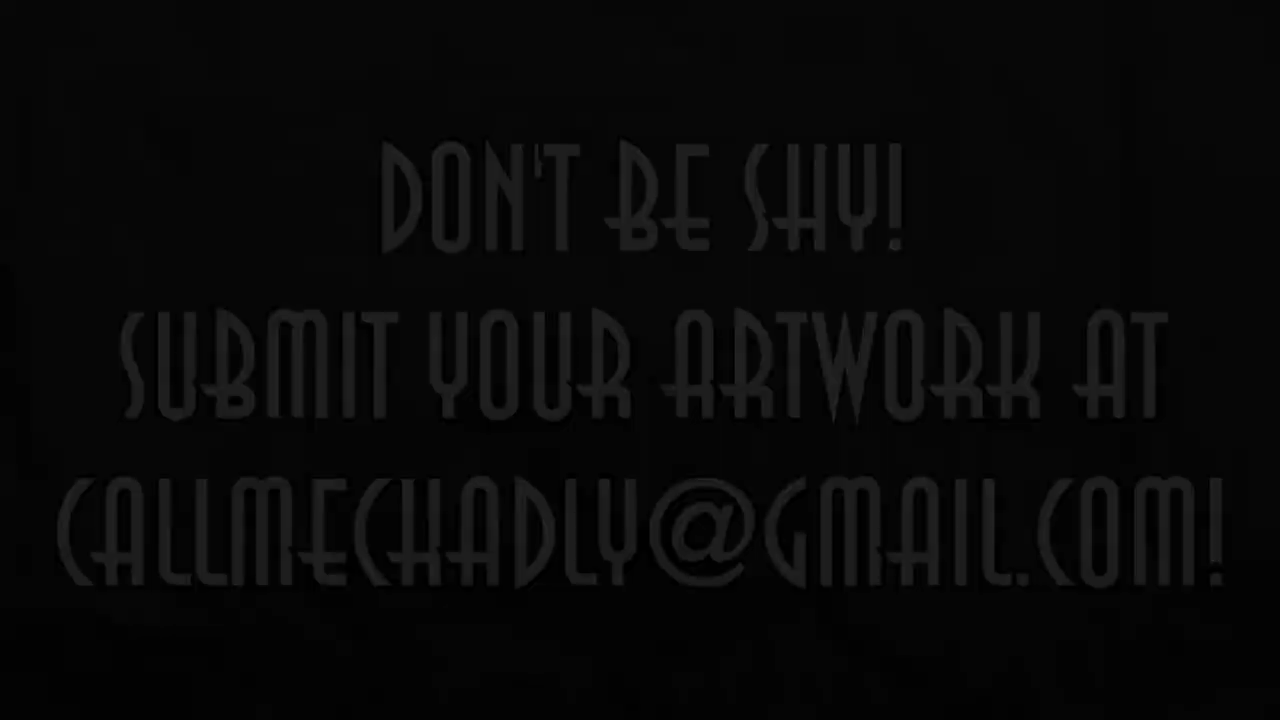 DON'T BE SHY!
SUBMIT YOUR ARTWORK AT
CALLMECHADLY@GMAIL.COM!